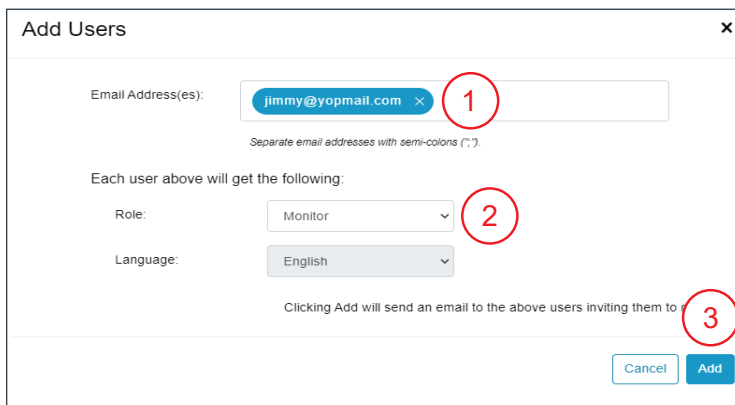 Add Users ×
Email Address(es): jimmy@yopmail.com × 1
Separate email addresses with semi-colons (";").
Each user above will get the following:
Role: Monitor 2
Language: English
Clicking Add will send an email to the above users inviting them to
3
Cancel Add